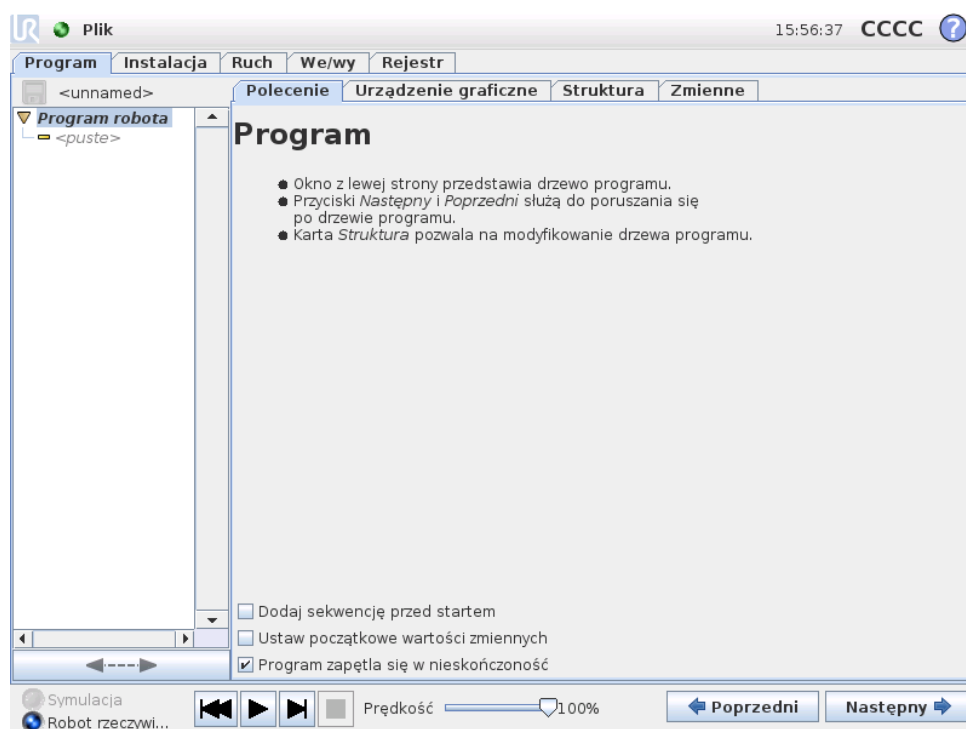 UR Plik 15:56:37 CCCC ?
Program Instalacja Ruch We/wy Rejestr
<unnamed> Polecenie Urządzenie graficzne Struktura Zmienne
Program robota
<puste>
Program
Okno z lewej strony przedstawia drzewo programu.
Przyciski Następny i Poprzedni służą do poruszania się
po drzewie programu.
Karta Struktura pozwala na modyfikowanie drzewa programu.
Dodaj sekwencję przed startem
Ustaw początkowe wartości zmiennych
Program zapętla się w nieskończoność
Symulacja
Robot rzeczywi...
Prędkość 100% Poprzedni Następny